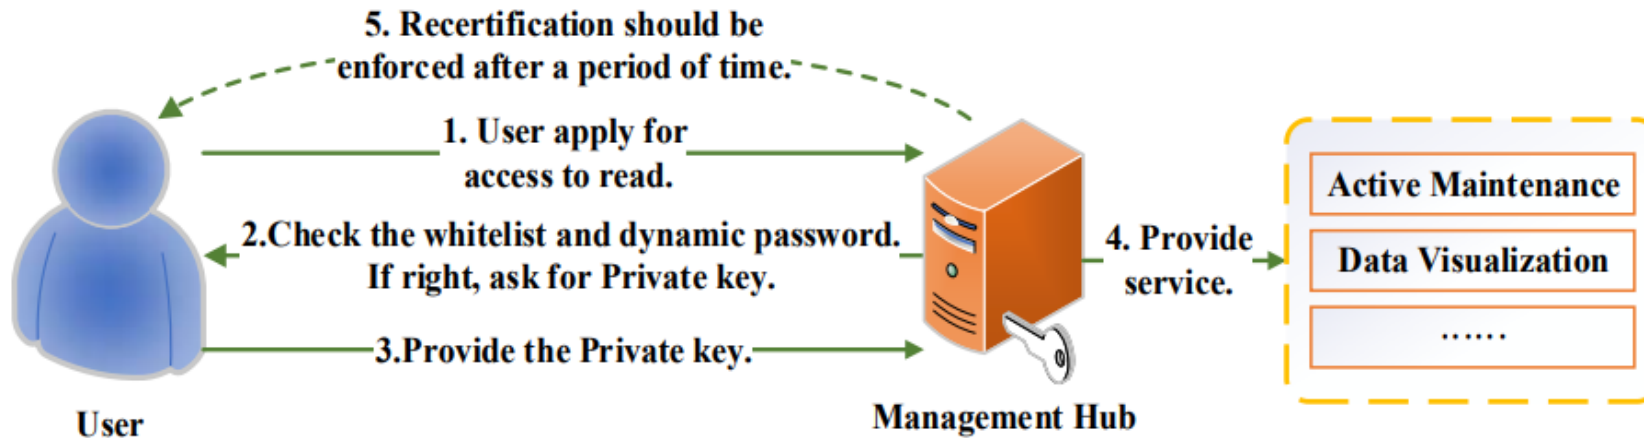 5. Recertification should be
enforced after a period of time.
1. User apply for
access to read.
2.Check the whitelist and dynamic password.
If right, ask for Private key.
3.Provide the Private key.
User
Management Hub
4. Provide
service.
Active Maintenance
Data Visualization
......